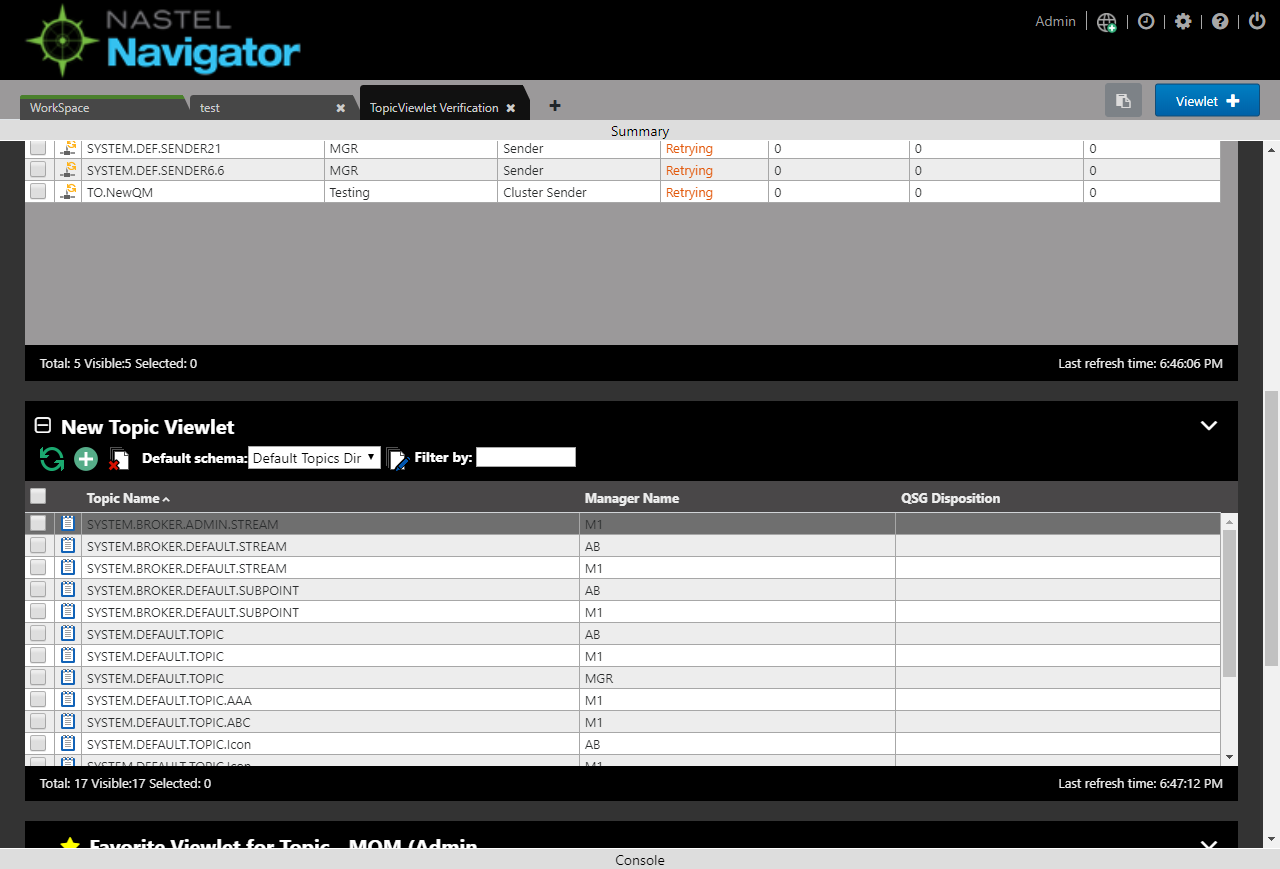 NASTEL
Navigator
Admin
WorkSpace test TopicViewlet Verification Viewlet
Summary
SYSTEM.DEF.SENDER21 MGR Sender Retrying 0 0 0
SYSTEM.DEF.SENDER6.6 MGR Sender Retrying 0 0 0
TO.NewQM Testing Cluster Sender Retrying 0 0 0
Total: 5 Visible:5 Selected: 0 Last refresh time: 6:46:06 PM
New Topic Viewlet
Default schema: Default Topics Dir Filter by:
Topic Name Manager Name QSG Disposition
SYSTEM.BROKER.ADMIN.STREAM M1
SYSTEM.BROKER.DEFAULT.STREAM AB
SYSTEM.BROKER.DEFAULT.STREAM M1
SYSTEM.BROKER.DEFAULT.SUBPOINT AB
SYSTEM.BROKER.DEFAULT.SUBPOINT M1
SYSTEM.DEFAULT.TOPIC AB
SYSTEM.DEFAULT.TOPIC M1
SYSTEM.DEFAULT.TOPIC MGR
SYSTEM.DEFAULT.TOPIC.AAA M1
SYSTEM.DEFAULT.TOPIC.ABC M1
SYSTEM.DEFAULT.TOPIC.Icon AB
SYSTEM.DEFAULT.TOPIC.Icon M1
Total: 17 Visible:17 Selected: 0 Last refresh time: 6:47:12 PM
Favorite Viewlet for Topic - MQM (Admin
Console